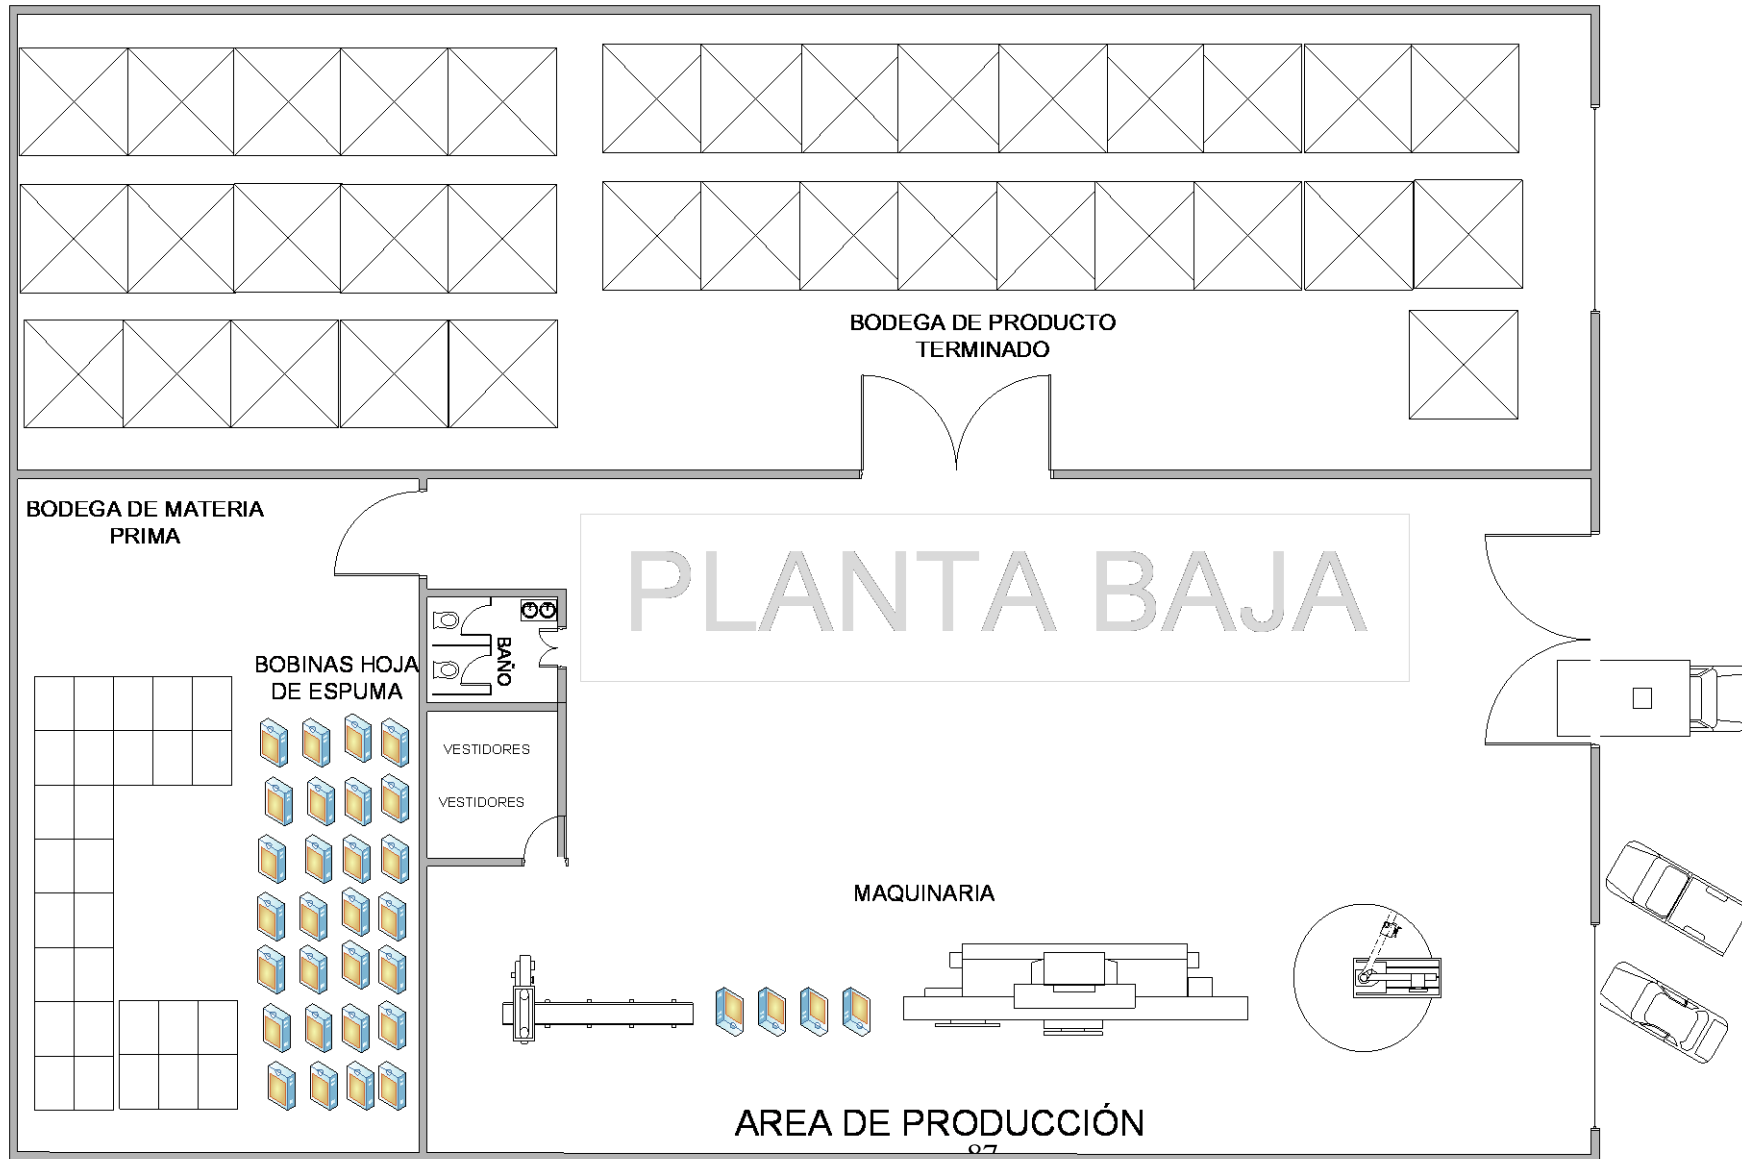 BODEGA DE PRODUCTO
TERMINADO
BODEGA DE MATERIA
PRIMA
PLANTA BAJA
BAÑO
BOBINAS HOJA
DE ESPUMA
VESTIDORES
VESTIDORES
MAQUINARIA
AREA DE PRODUCCIÓN
87